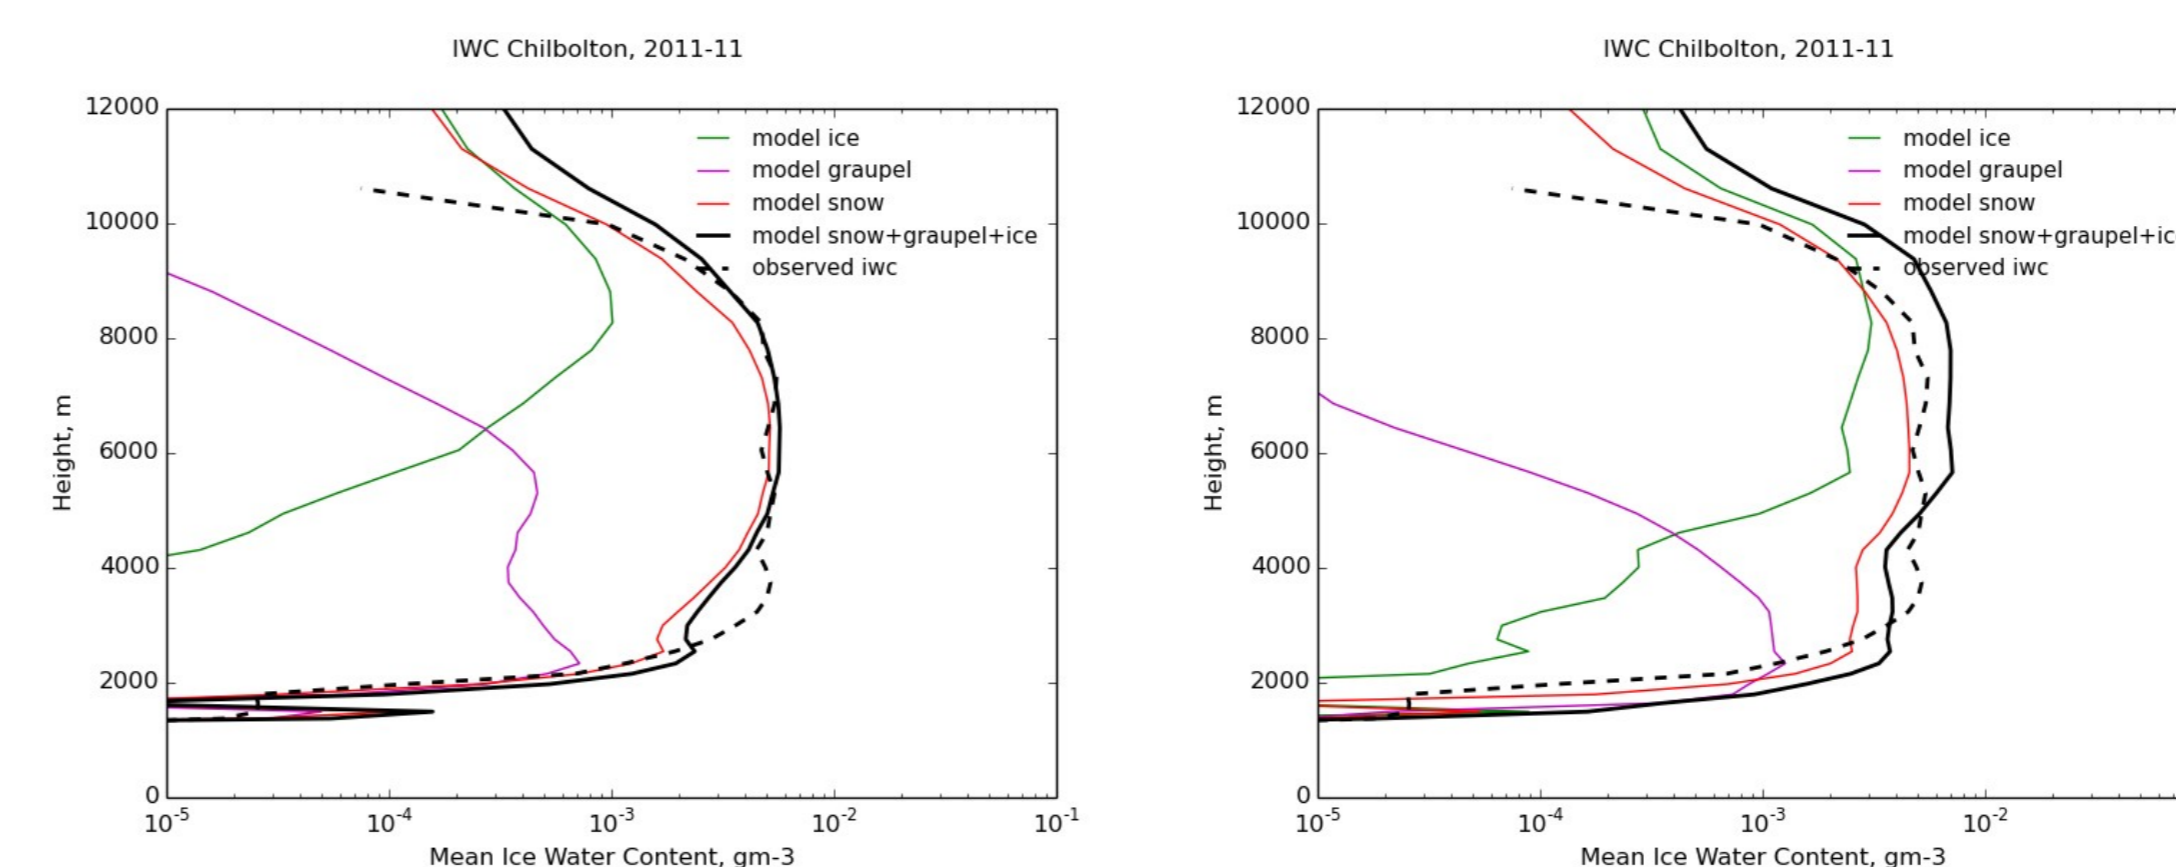 IWC Chilbolton, 2011-11
12000
10000
8000
6000
4000
2000
0
Height, m
model ice
model graupel
model snow
model snow+graupel+ice
observed iwc
10-5
10-4
10-3
10-2
10-1
Mean Ice Water Content, gm-3
IWC Chilbolton, 2011-11
12000
10000
8000
6000
4000
2000
0
Height, m
model ice
model graupel
model snow
model snow+graupel+ic
observed iwc
10-5
10-4
10-3
10-2
Mean Ice Water Content, gm-3